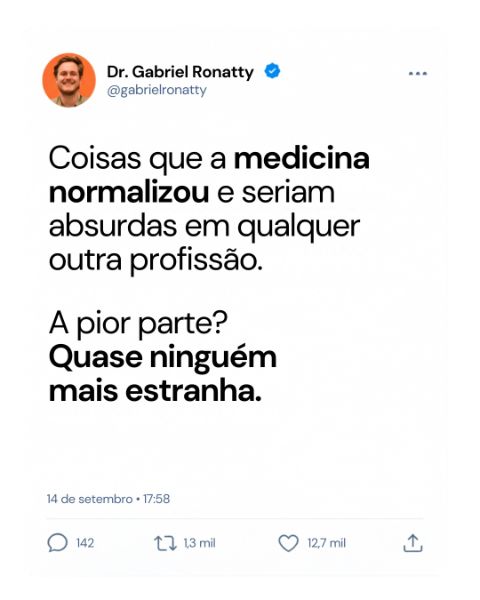 Dr. Gabriel Ronatty
@gabrielronatty
Coisas que a medicina
normalizou e seriam
absurdas em qualquer
outra profissão.
A pior parte?
Quase ninguém
mais estranha.
14 de setembro • 17:58
142 1,3 mil 12,7 mil